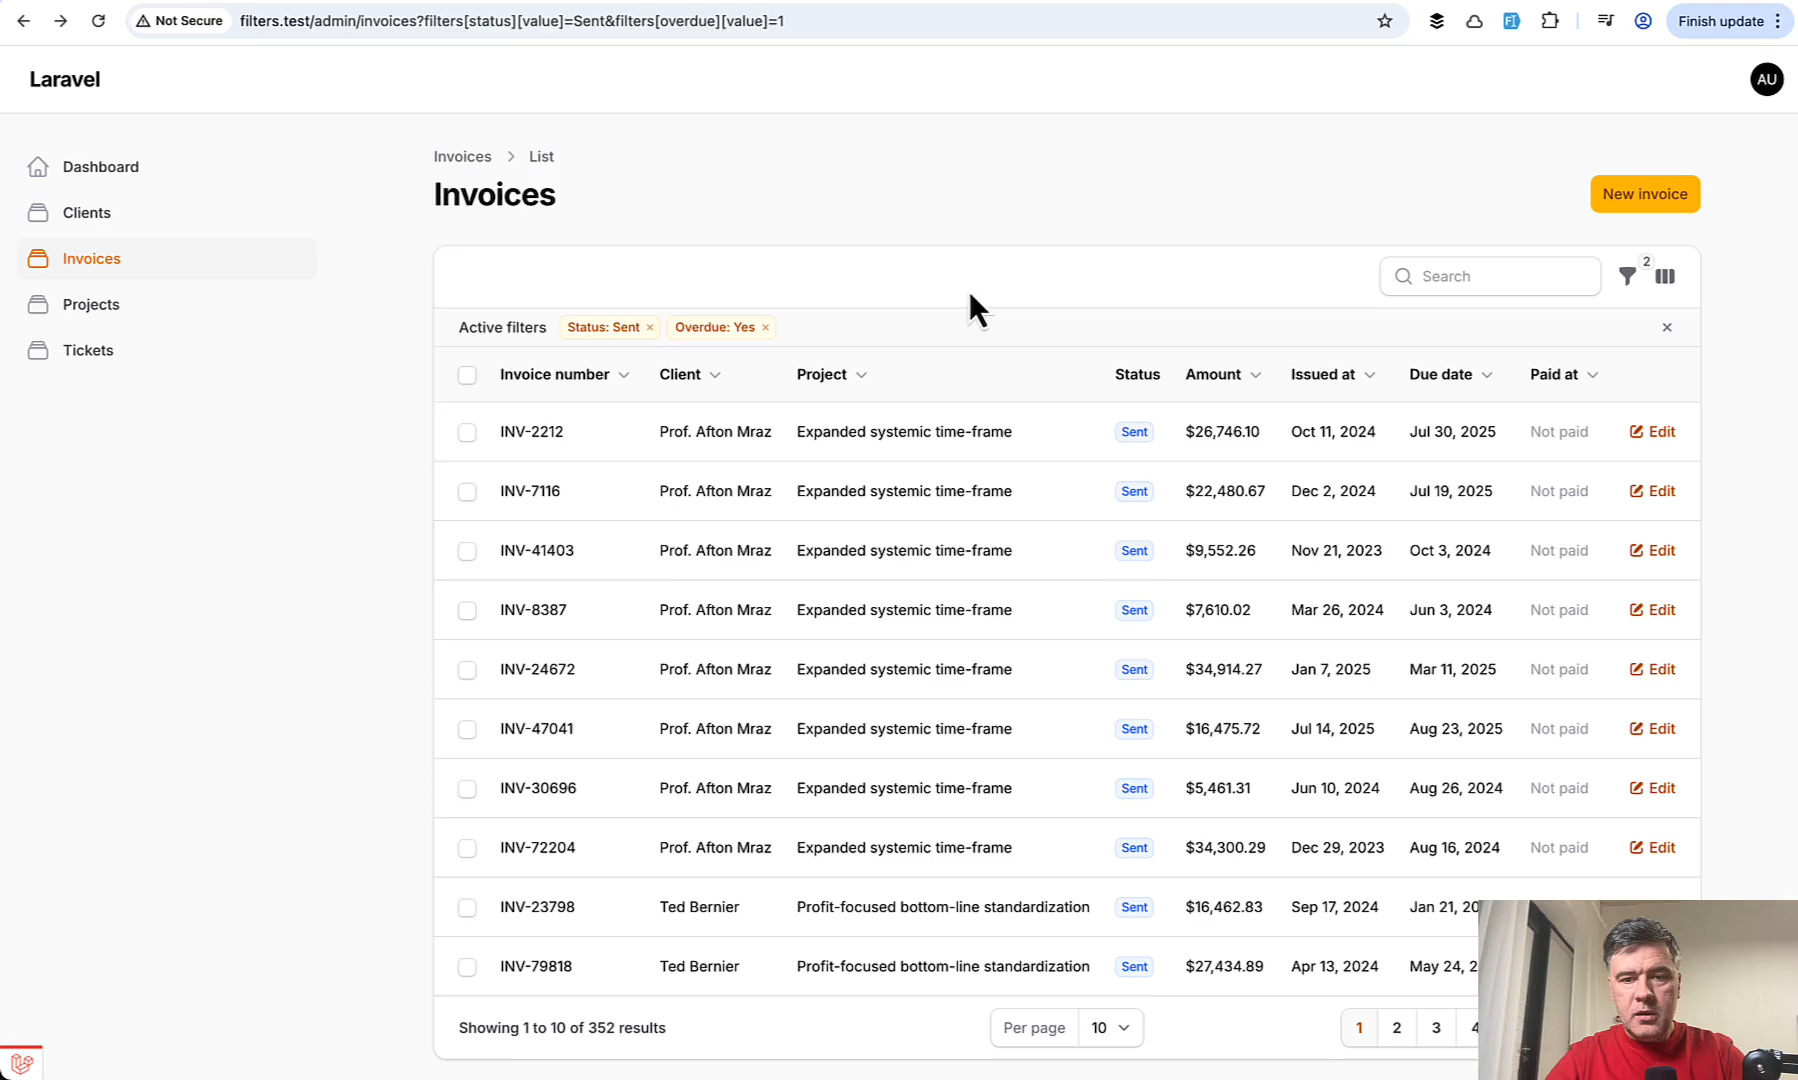 Not Secure filters.test/admin/invoices?filters[status][value]=Sent&filters[overdue][value]=1 Finish update
Laravel AU
Dashboard
Clients
Invoices
Projects
Tickets
Invoices > List
Invoices
New invoice
Search 2
Active filters Status: Sent × Overdue: Yes ×
Invoice number Client Project Status Amount Issued at Due date Paid at
INV-2212 Prof. Afton Mraz Expanded systemic time-frame Sent $26,746.10 Oct 11, 2024 Jul 30, 2025 Not paid Edit
INV-7116 Prof. Afton Mraz Expanded systemic time-frame Sent $22,480.67 Dec 2, 2024 Jul 19, 2025 Not paid Edit
INV-41403 Prof. Afton Mraz Expanded systemic time-frame Sent $9,552.26 Nov 21, 2023 Oct 3, 2024 Not paid Edit
INV-8387 Prof. Afton Mraz Expanded systemic time-frame Sent $7,610.02 Mar 26, 2024 Jun 3, 2024 Not paid Edit
INV-24672 Prof. Afton Mraz Expanded systemic time-frame Sent $34,914.27 Jan 7, 2025 Mar 11, 2025 Not paid Edit
INV-47041 Prof. Afton Mraz Expanded systemic time-frame Sent $16,475.72 Jul 14, 2025 Aug 23, 2025 Not paid Edit
INV-30696 Prof. Afton Mraz Expanded systemic time-frame Sent $5,461.31 Jun 10, 2024 Aug 26, 2024 Not paid Edit
INV-72204 Prof. Afton Mraz Expanded systemic time-frame Sent $34,300.29 Dec 29, 2023 Aug 16, 2024 Not paid Edit
INV-23798 Ted Bernier Profit-focused bottom-line standardization Sent $16,462.83 Sep 17, 2024 Jan 21,
INV-79818 Ted Bernier Profit-focused bottom-line standardization Sent $27,434.89 Apr 13, 2024 May 24,
Showing 1 to 10 of 352 results Per page 10 1 2 3 4